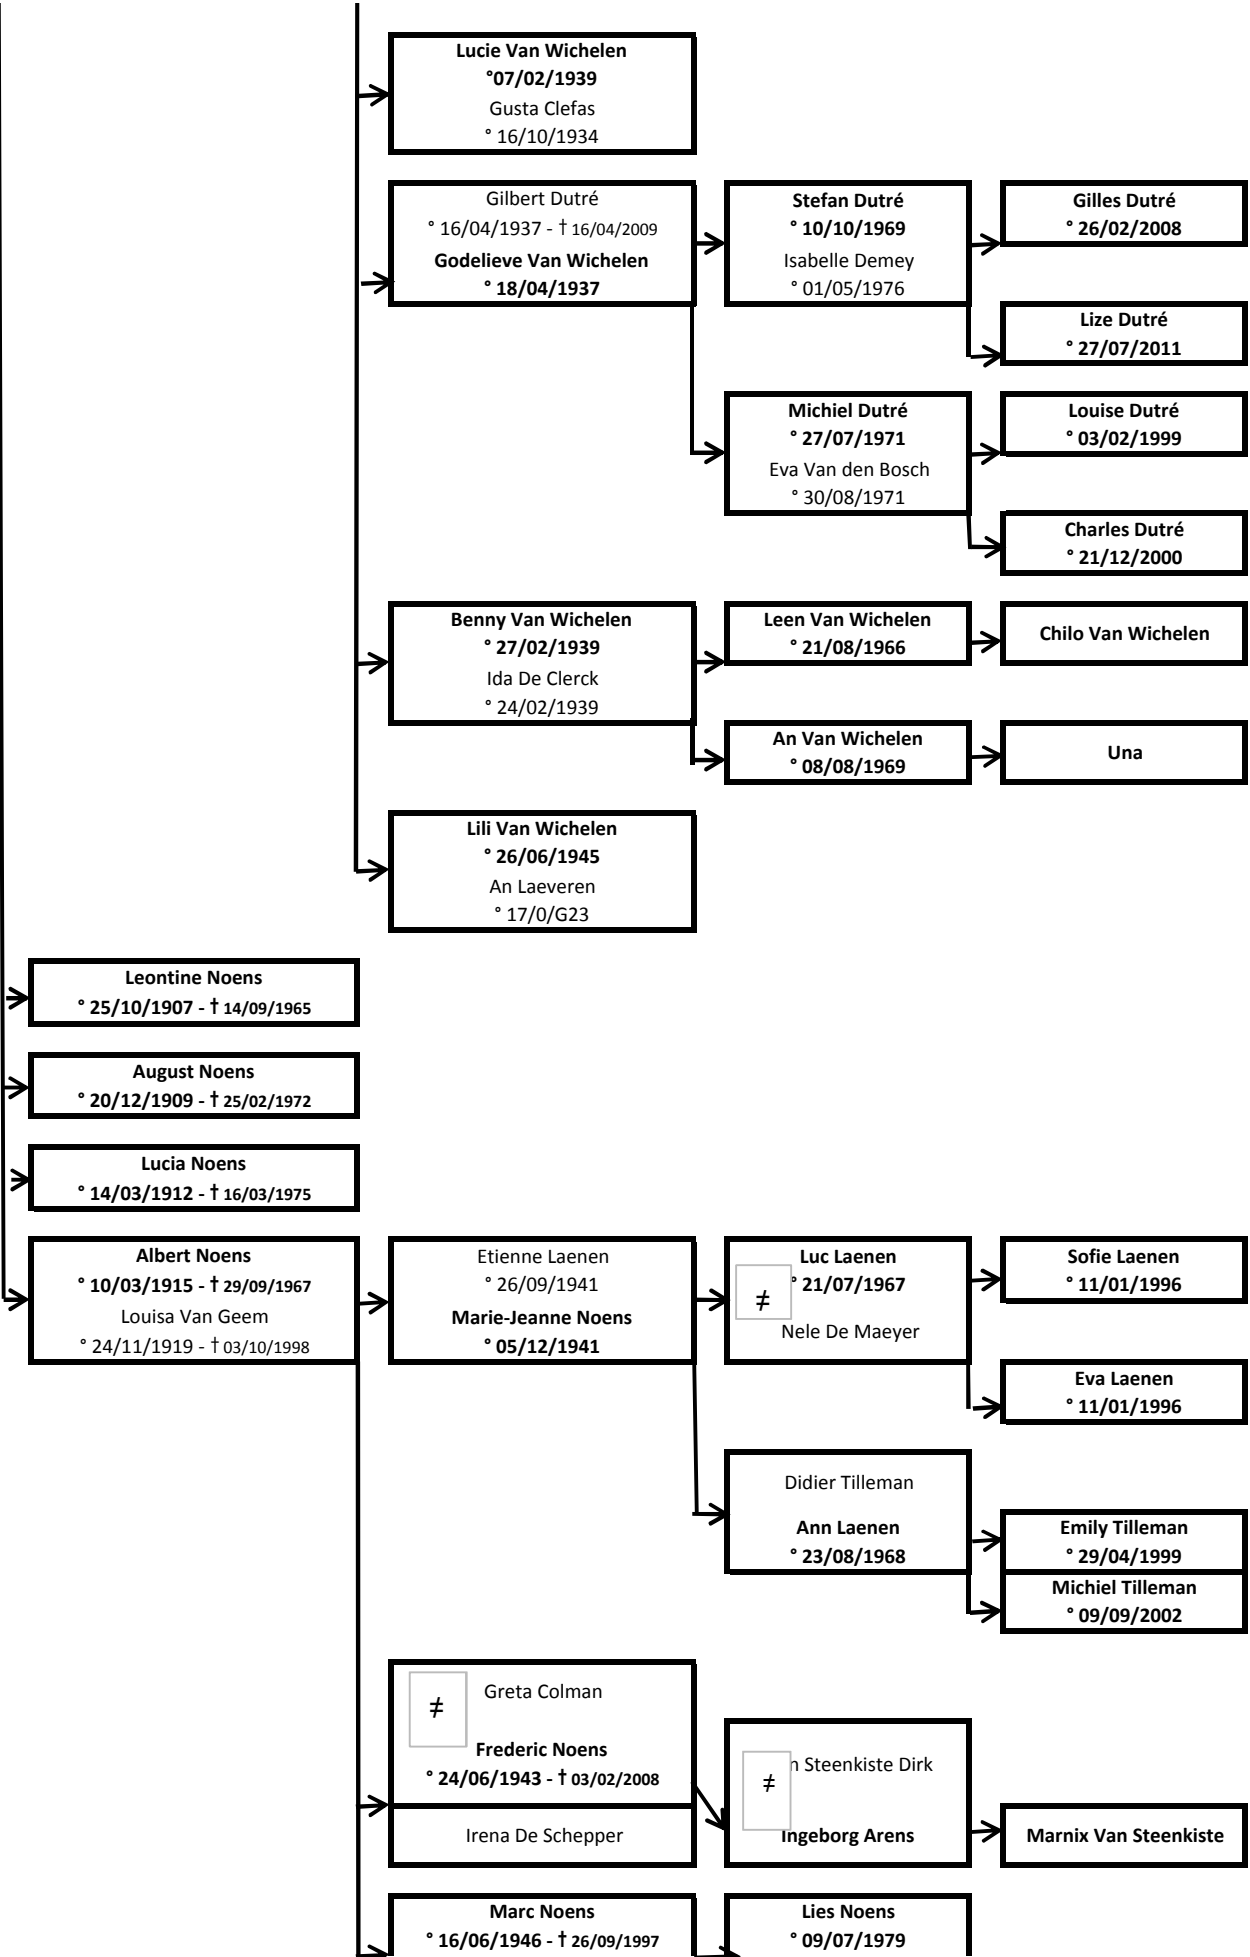 Lucie Van Wichelen
°07/02/1939
Gusta Clefas
° 16/10/1934
Gilbert Dutré
° 16/04/1937 - † 16/04/2009
Godelieve Van Wichelen
° 18/04/1937
Stefan Dutré
° 10/10/1969
Isabelle Demey
° 01/05/1976
Gilles Dutré
° 26/02/2008
Lize Dutré
° 27/07/2011
Michiel Dutré
° 27/07/1971
Eva Van den Bosch
° 30/08/1971
Louise Dutré
° 03/02/1999
Charles Dutré
° 21/12/2000
Benny Van Wichelen
° 27/02/1939
Ida De Clerck
° 24/02/1939
Leen Van Wichelen
° 21/08/1966
Chilo Van Wichelen
An Van Wichelen
° 08/08/1969
Una
Lili Van Wichelen
° 26/06/1945
An Laeveren
° 17/0/G23
Leontine Noens
° 25/10/1907 - † 14/09/1965
August Noens
° 20/12/1909 - † 25/02/1972
Lucia Noens
° 14/03/1912 - † 16/03/1975
Albert Noens
° 10/03/1915 - † 29/09/1967
Louisa Van Geem
° 24/11/1919 - † 03/10/1998
Etienne Laenen
° 26/09/1941
Marie-Jeanne Noens
° 05/12/1941
Luc Laenen
° 21/07/1967
≠
Nele De Maeyer
Sofie Laenen
° 11/01/1996
Eva Laenen
° 11/01/1996
Didier Tilleman
Ann Laenen
° 23/08/1968
Emily Tilleman
° 29/04/1999
Michiel Tilleman
° 09/09/2002
Greta Colman
≠
Frederic Noens
° 24/06/1943 - † 03/02/2008
Irena De Schepper
n Steenkiste Dirk
≠
Ingeborg Arens
Marnix Van Steenkiste
Marc Noens
° 16/06/1946 - † 26/09/1997
Lies Noens
° 09/07/1979